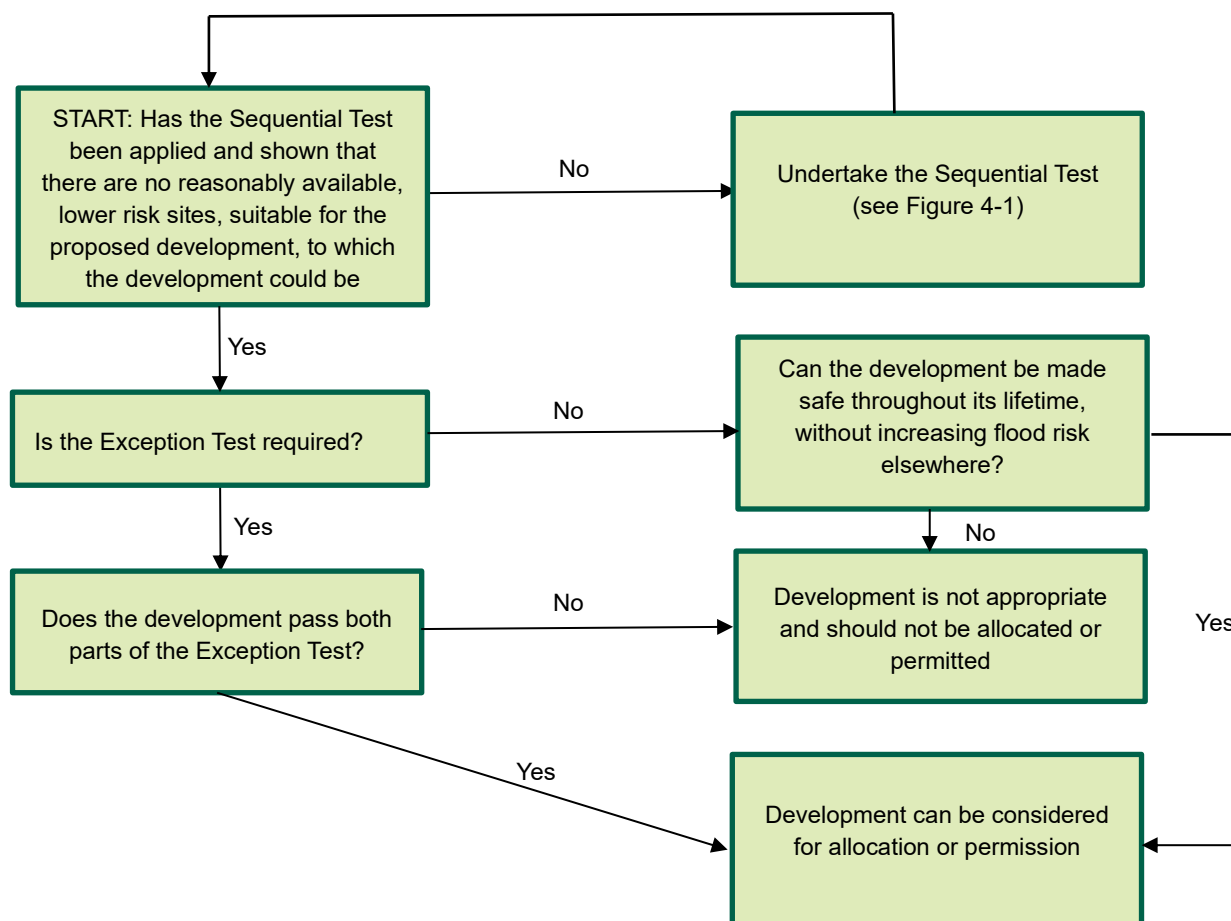 START: Has the Sequential Test
been applied and shown that
there are no reasonably available,
lower risk sites, suitable for the
proposed development, to which
the development could be
No
Undertake the Sequential Test
(see Figure 4-1)
Yes
Is the Exception Test required?
No
Can the development be made
safe throughout its lifetime,
without increasing flood risk
elsewhere?
Yes
No
Does the development pass both
parts of the Exception Test?
No
Development is not appropriate
and should not be allocated or
permitted
Yes
Yes
Development can be considered
for allocation or permission